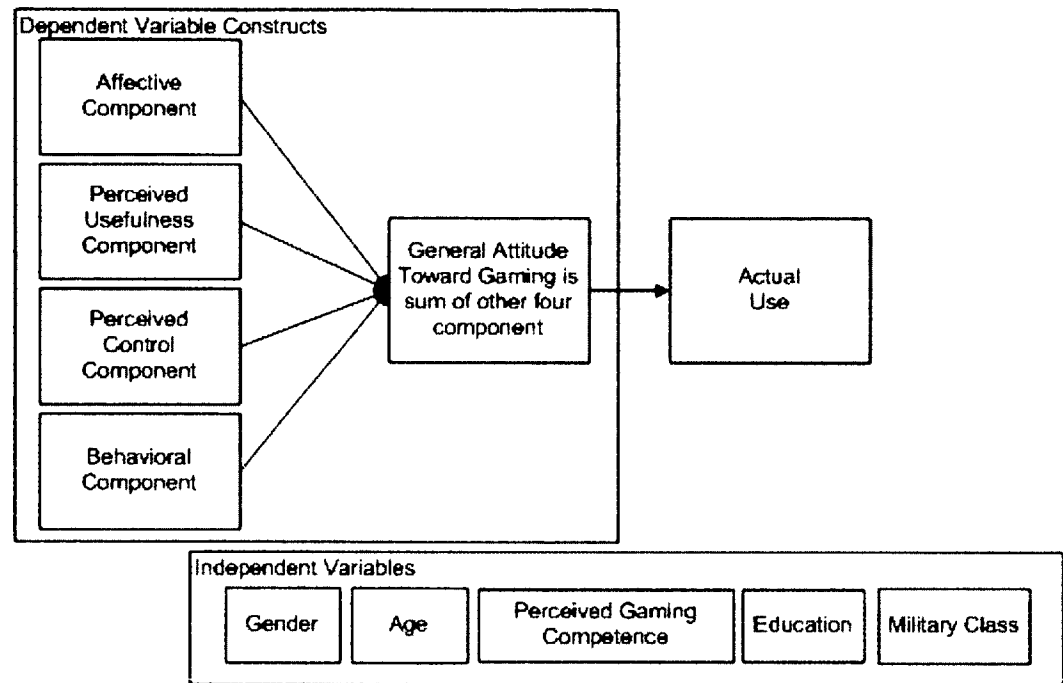 Dependent Variable Constructs
Affective
Component
Perceived
Usefulness
Component
Perceived
Control
Component
Behavioral
Component
General Attitude
Toward Gaming is
sum of other four
component
Actual
Use
Independent Variables
Gender
Age
Perceived Gaming
Competence
Education
Military Class